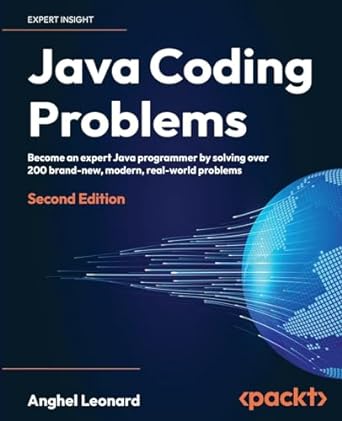 EXPERT INSIGHT
Java Coding
Problems
Become an expert Java programmer by solving over
200 brand-new, modern, real-world problems
Second Edition
Anghel Leonard
<packt>